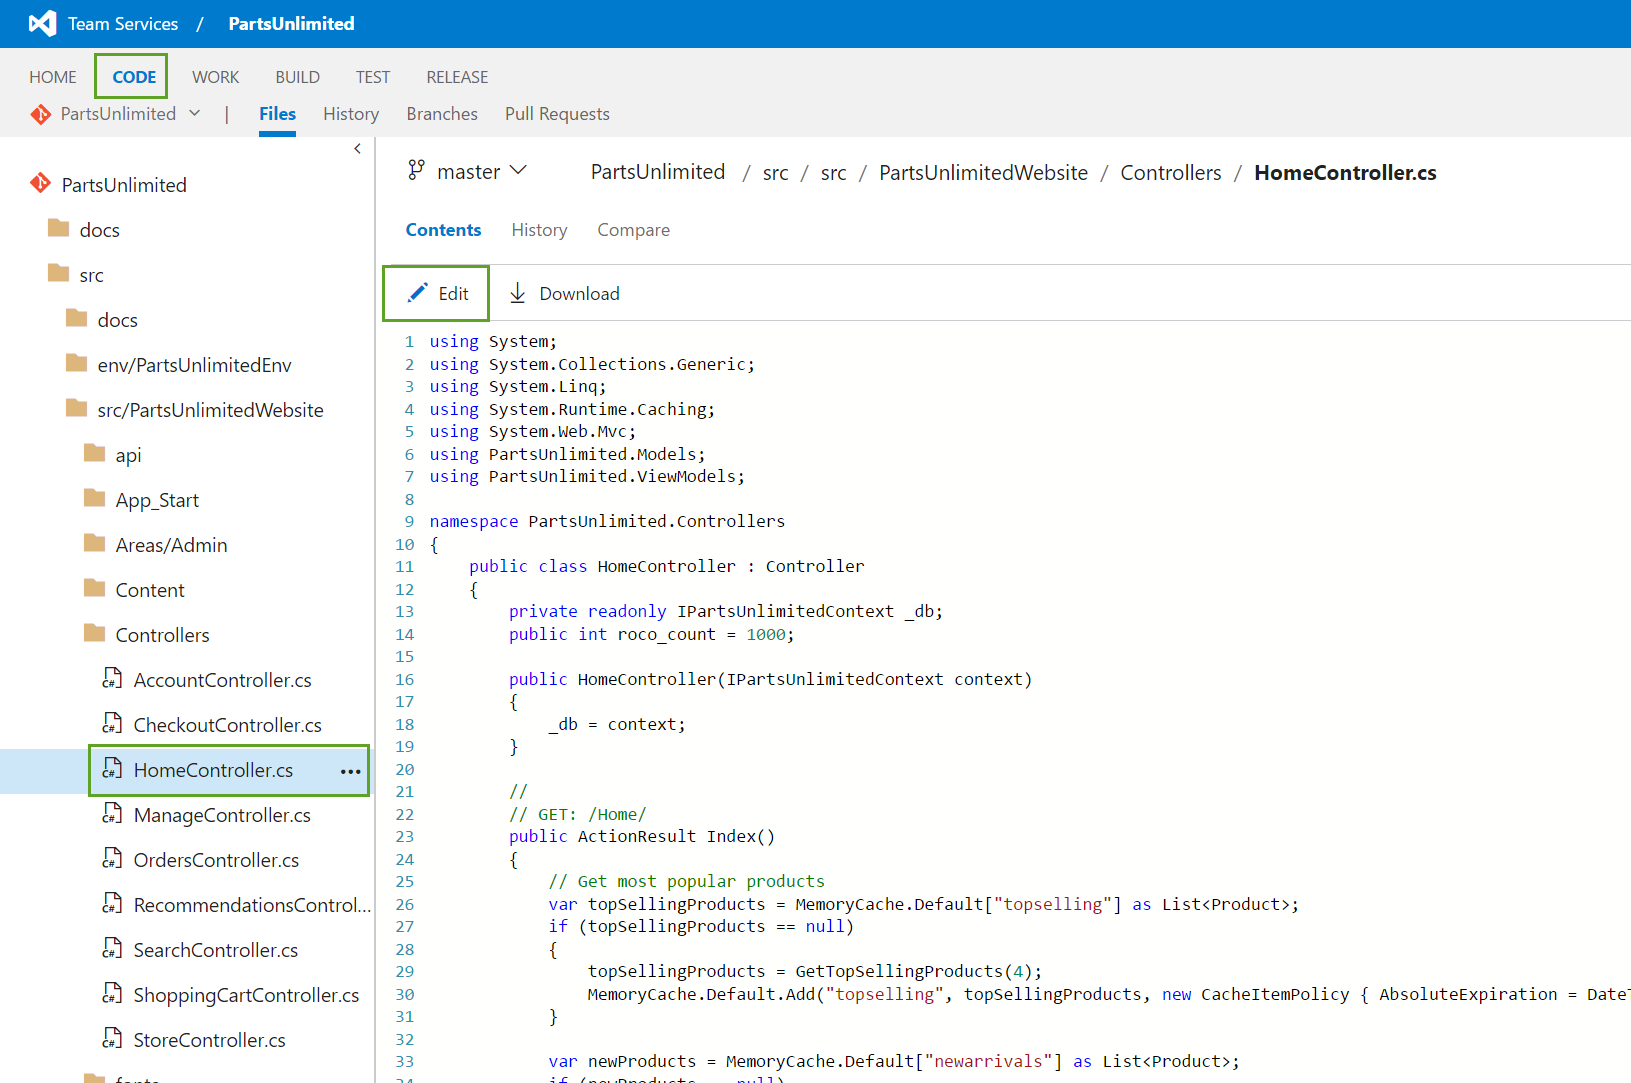 Team Services / PartsUnlimited
HOME CODE WORK BUILD TEST RELEASE
PartsUnlimited | Files History Branches Pull Requests
PartsUnlimited
docs
src
docs
env/PartsUnlimitedEnv
src/PartsUnlimitedWebsite
api
App_Start
Areas/Admin
Content
Controllers
C# AccountController.cs
C# CheckoutController.cs
C# HomeController.cs •••
C# ManageController.cs
C# OrdersController.cs
C# RecommendationsControl...
C# SearchController.cs
C# ShoppingCartController.cs
C# StoreController.cs
fonts
master PartsUnlimited / src / src / PartsUnlimitedWebsite / Controllers / HomeController.cs
Contents History Compare
Edit Download
1 using System;
2 using System.Collections.Generic;
3 using System.Linq;
4 using System.Runtime.Caching;
5 using System.Web.Mvc;
6 using PartsUnlimited.Models;
7 using PartsUnlimited.ViewModels;
8
9 namespace PartsUnlimited.Controllers
10 {
11 public class HomeController : Controller
12 {
13 private readonly IPartsUnlimitedContext _db;
14 public int roco_count = 1000;
15
16 public HomeController(IPartsUnlimitedContext context)
17 {
18 _db = context;
19 }
20
21 //
22 // GET: /Home/
23 public ActionResult Index()
24 {
25 // Get most popular products
26 var topSellingProducts = MemoryCache.Default["topselling"] as List<Product>;
27 if (topSellingProducts == null)
28 {
29 topSellingProducts = GetTopSellingProducts(4);
30 MemoryCache.Default.Add("topselling", topSellingProducts, new CacheItemPolicy { AbsoluteExpiration = DateT
31 }
32
33 var newProducts = MemoryCache.Default["newarrivals"] as List<Product>;
34 if (newProducts == null)